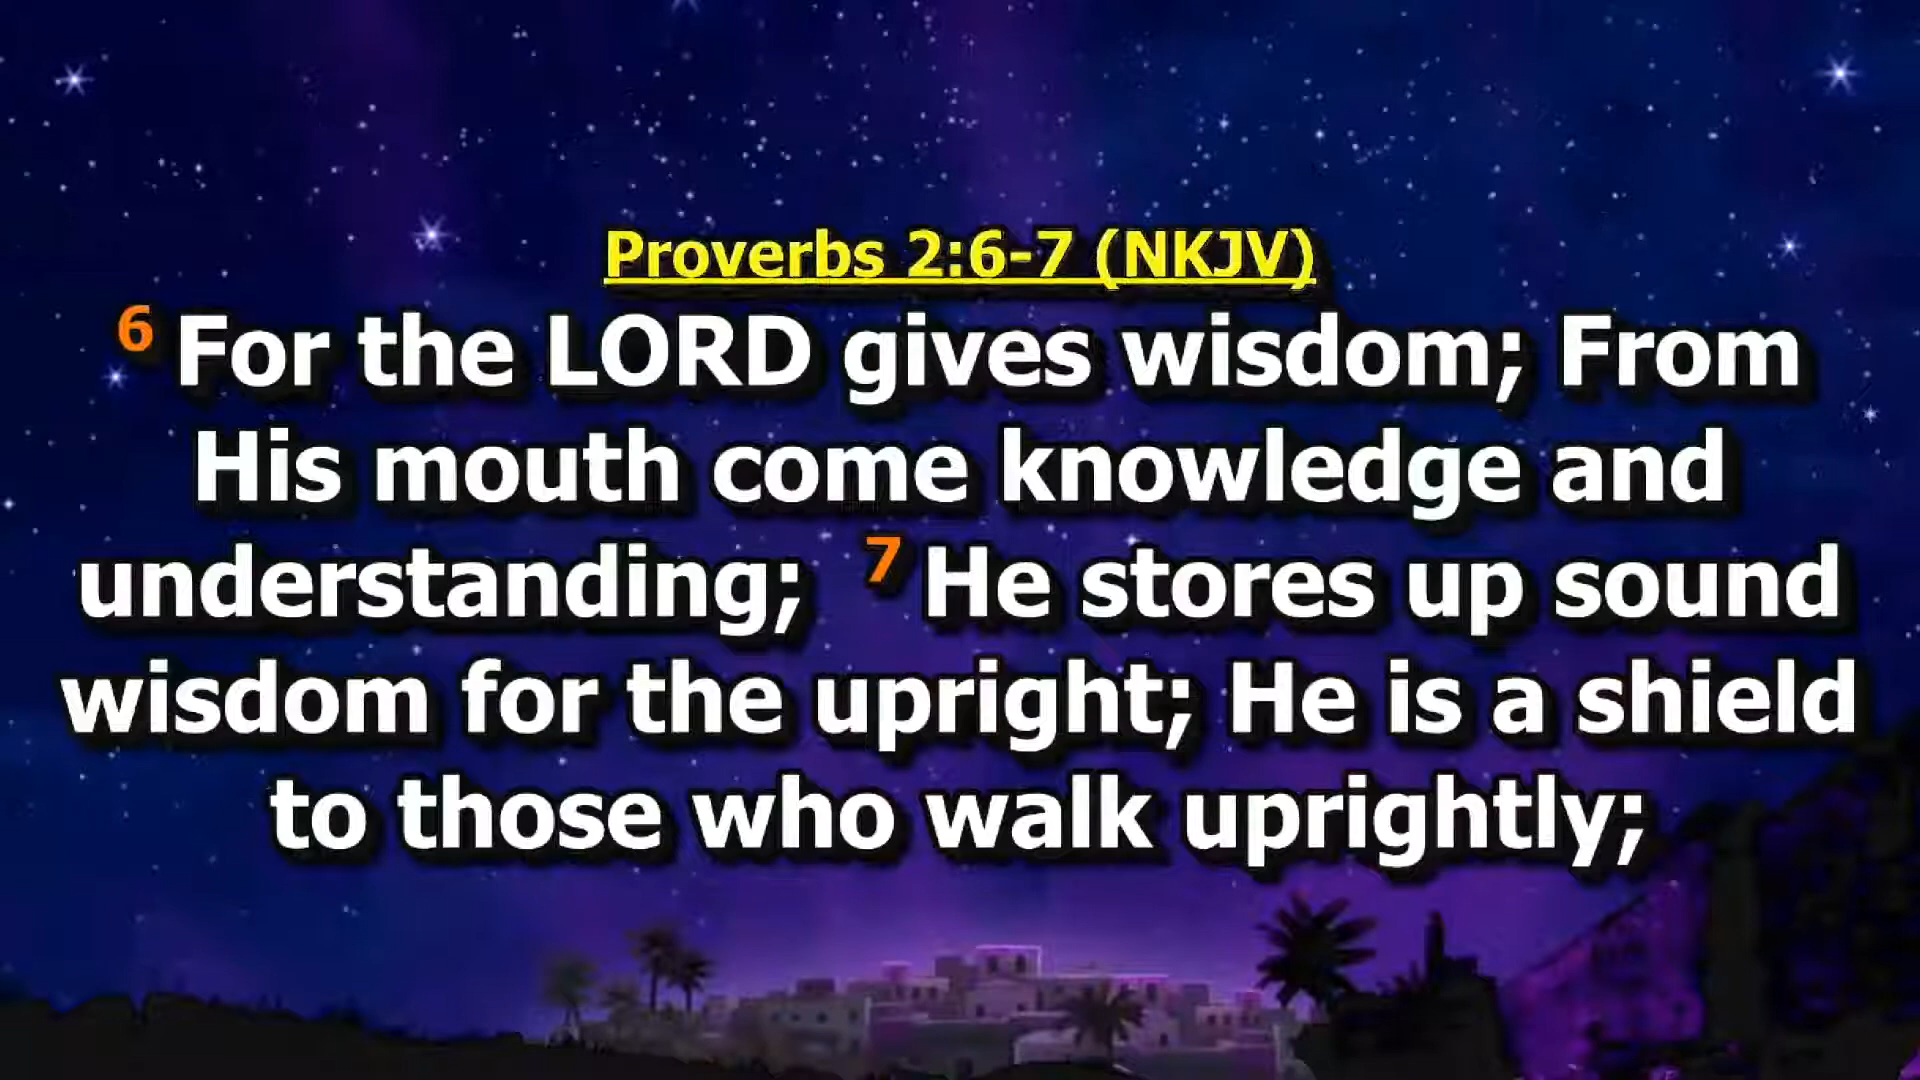 Proverbs 2:6-7 (NKJV)
6 For the LORD gives wisdom; From
His mouth come knowledge and
understanding; 7 He stores up sound
wisdom for the upright; He is a shield
to those who walk uprightly;